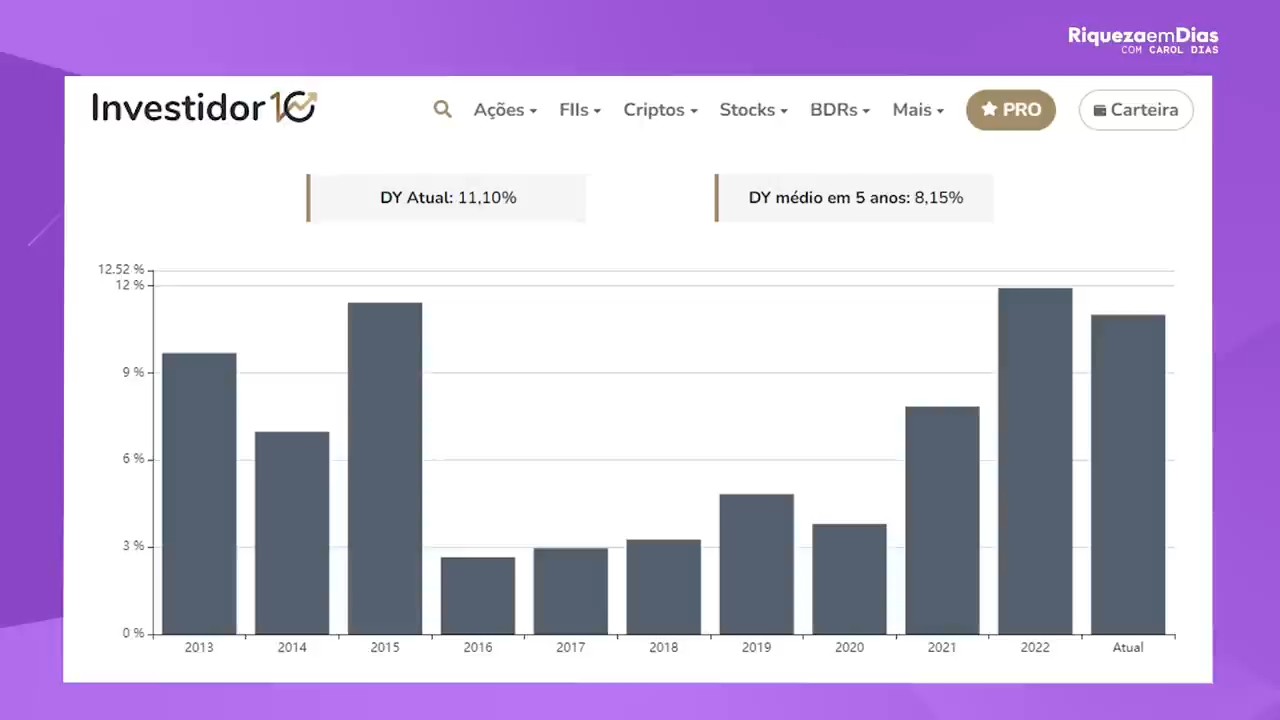 RiquezaemDias
COM CAROL DIAS
Investidor 10
Ações
FIIs
Criptos
Stocks
BDRs
Mais
PRO
Carteira
DY Atual: 11,10%
DY médio em 5 anos: 8,15%
12.52 %
12 %
9 %
6 %
3 %
0 %
2013
2014
2015
2016
2017
2018
2019
2020
2021
2022
Atual